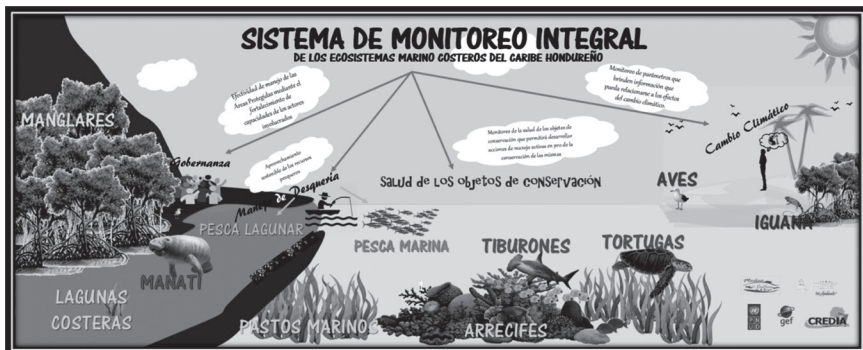 SISTEMA DE MONITOREO INTEGRAL
DE LOS ECOSISTEMAS MARINO COSTEROS DEL CARIBE HONDUREÑO
Efectividad de manejo de las
Áreas Protegidas mediante el
fortalecimiento de
capacidades de los actores
involucrados
Monitoreo de parámetros que
brinden información que
pueda relacionarse a los efectos
del cambio climático.
MANGLARES
Gobernanza
Aprovechamiento
sostenible de los recursos
pesqueros
Monitoreo de la salud de los objetos de
conservación que permitirá desarrollar
acciones de manejo activas en pro de la
conservación de las mismas
Cambio Climático
Manejo de Pesquería
SALUD DE LOS OBJETOS DE CONSERVACIÓN
AVES
IGUANA
PESCA LAGUNAR
PESCA MARINA
TIBURONES
TORTUGAS
MANATÍ
LAGUNAS
COSTERAS
PASTOS MARINOS
ARRECIFES
gef
CREDIA